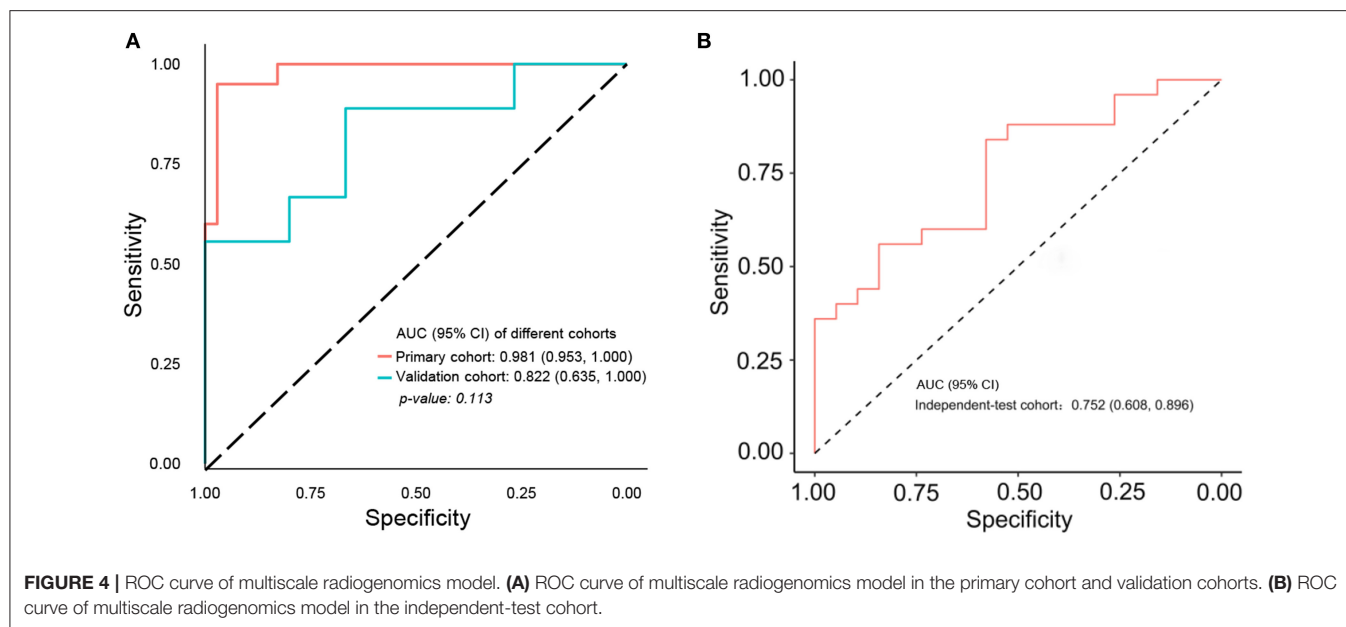 A
1.00
0.75
0.50
0.25
0.00
Sensitivity
AUC (95% CI) of different cohorts
Primary cohort: 0.981 (0.953, 1.000)
Validation cohort: 0.822 (0.635, 1.000)
p-value: 0.113
1.00 0.75 0.50 0.25 0.00
Specificity
B
1.00
0.75
0.50
0.25
0.00
Sensitivity
AUC (95% CI)
Independent-test cohort: 0.752 (0.608, 0.896)
1.00 0.75 0.50 0.25 0.00
Specificity
FIGURE 4 | ROC curve of multiscale radiogenomics model. (A) ROC curve of multiscale radiogenomics model in the primary cohort and validation cohorts. (B) ROC
curve of multiscale radiogenomics model in the independent-test cohort.